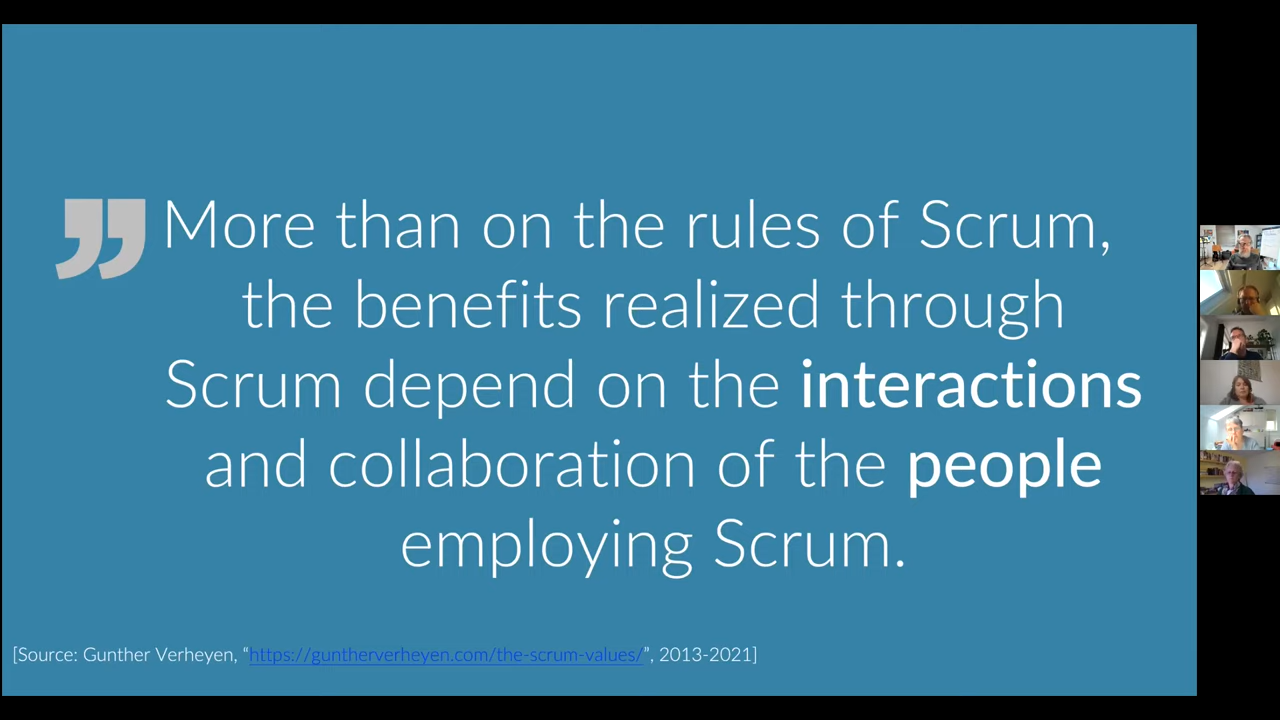 ” More than on the rules of Scrum,
the benefits realized through
Scrum depend on the interactions
and collaboration of the people
employing Scrum.
[Source: Gunther Verheyen, “https://guntherverheyen.com/the-scrum-values/”, 2013-2021]